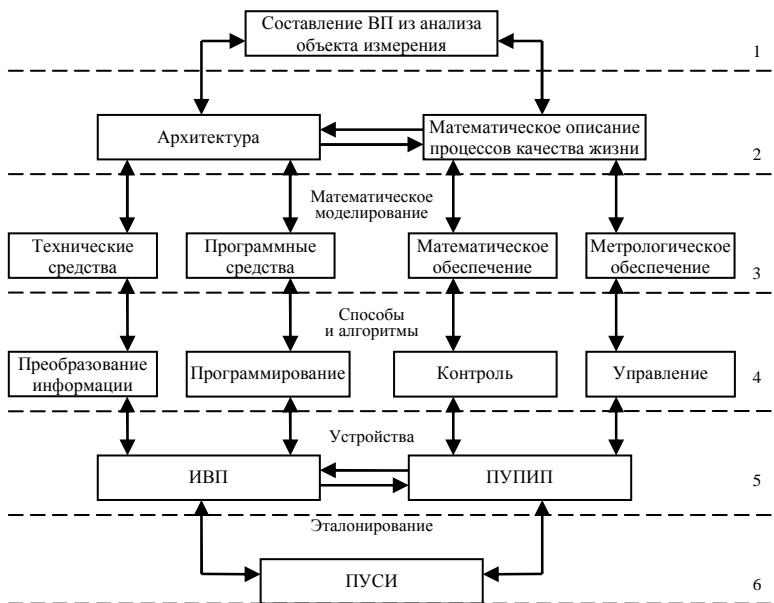 Составление ВП из анализа
объекта измерения
1
Архитектура
Математическое описание
процессов качества жизни
2
Математическое
моделирование
Технические
средства
Программные
средства
Математическое
обеспечение
Метрологическое
обеспечение
3
Способы
и алгоритмы
Преобразование
информации
Программирование
Контроль
Управление
4
Устройства
ИВП
ПУПИП
5
Эталонирование
ПУСИ
6